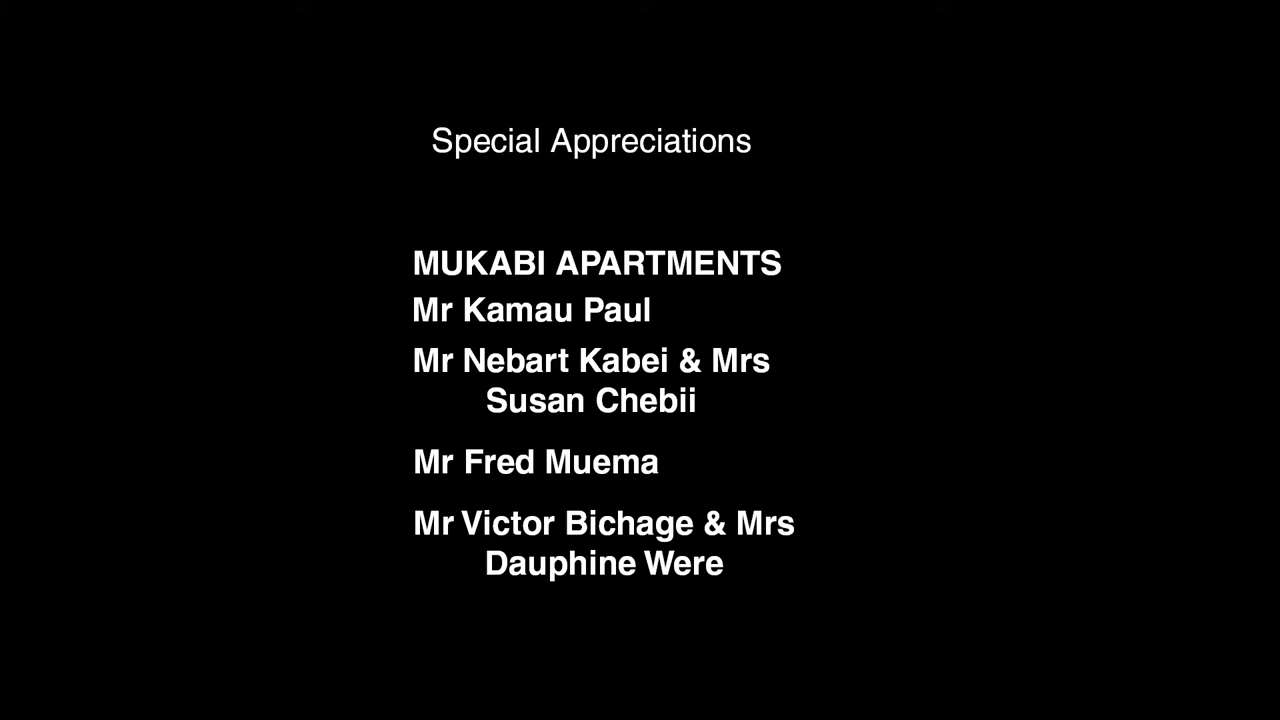 Special Appreciations
MUKABI APARTMENTS
Mr Kamau Paul
Mr Nebart Kabei & Mrs
Susan Chebii
Mr Fred Muema
Mr Victor Bichage & Mrs
Dauphine Were